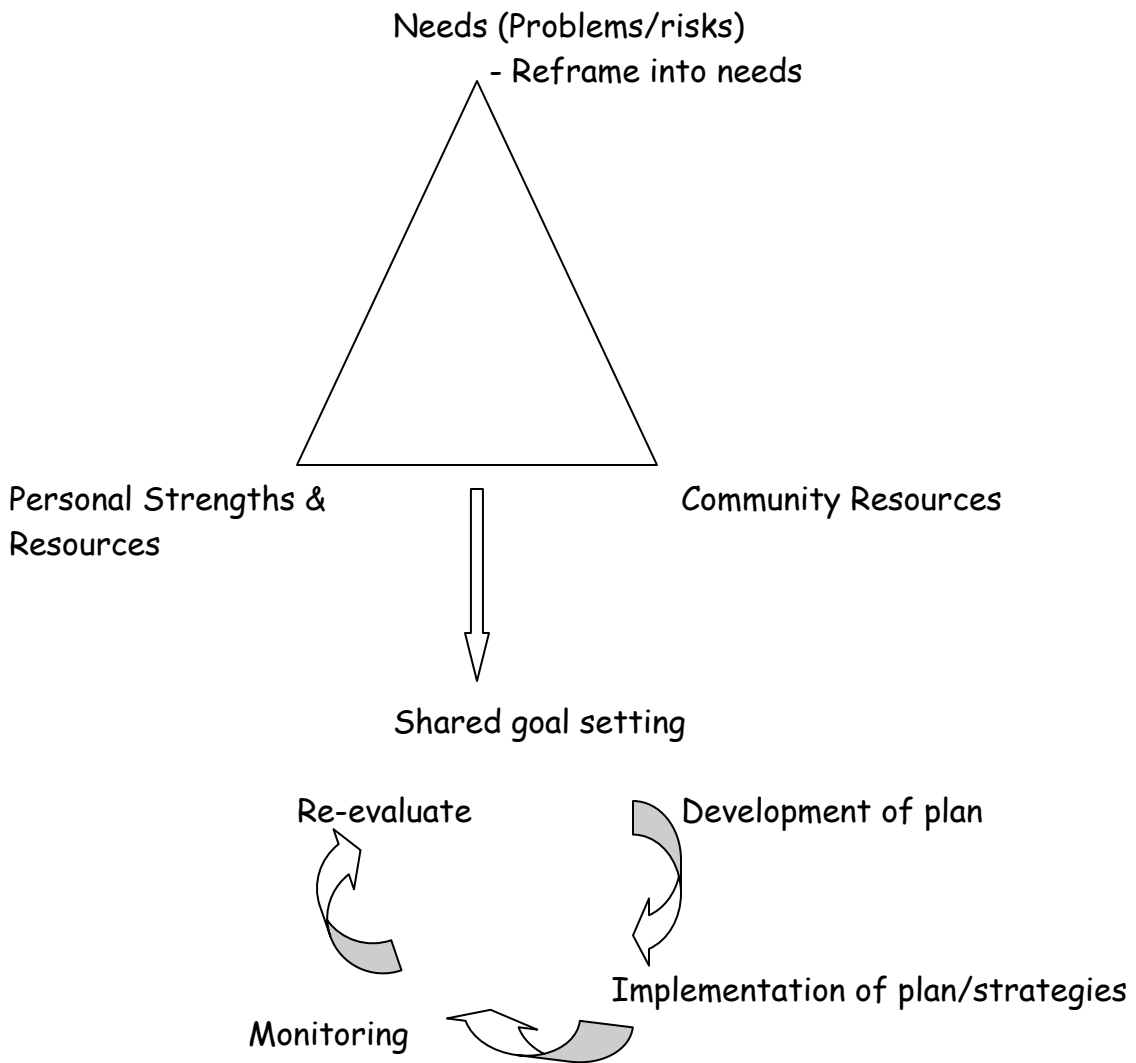 Needs (Problems/risks)
- Reframe into needs
Personal Strengths &
Resources
Community Resources
Shared goal setting
Re-evaluate
Development of plan
Implementation of plan/strategies
Monitoring